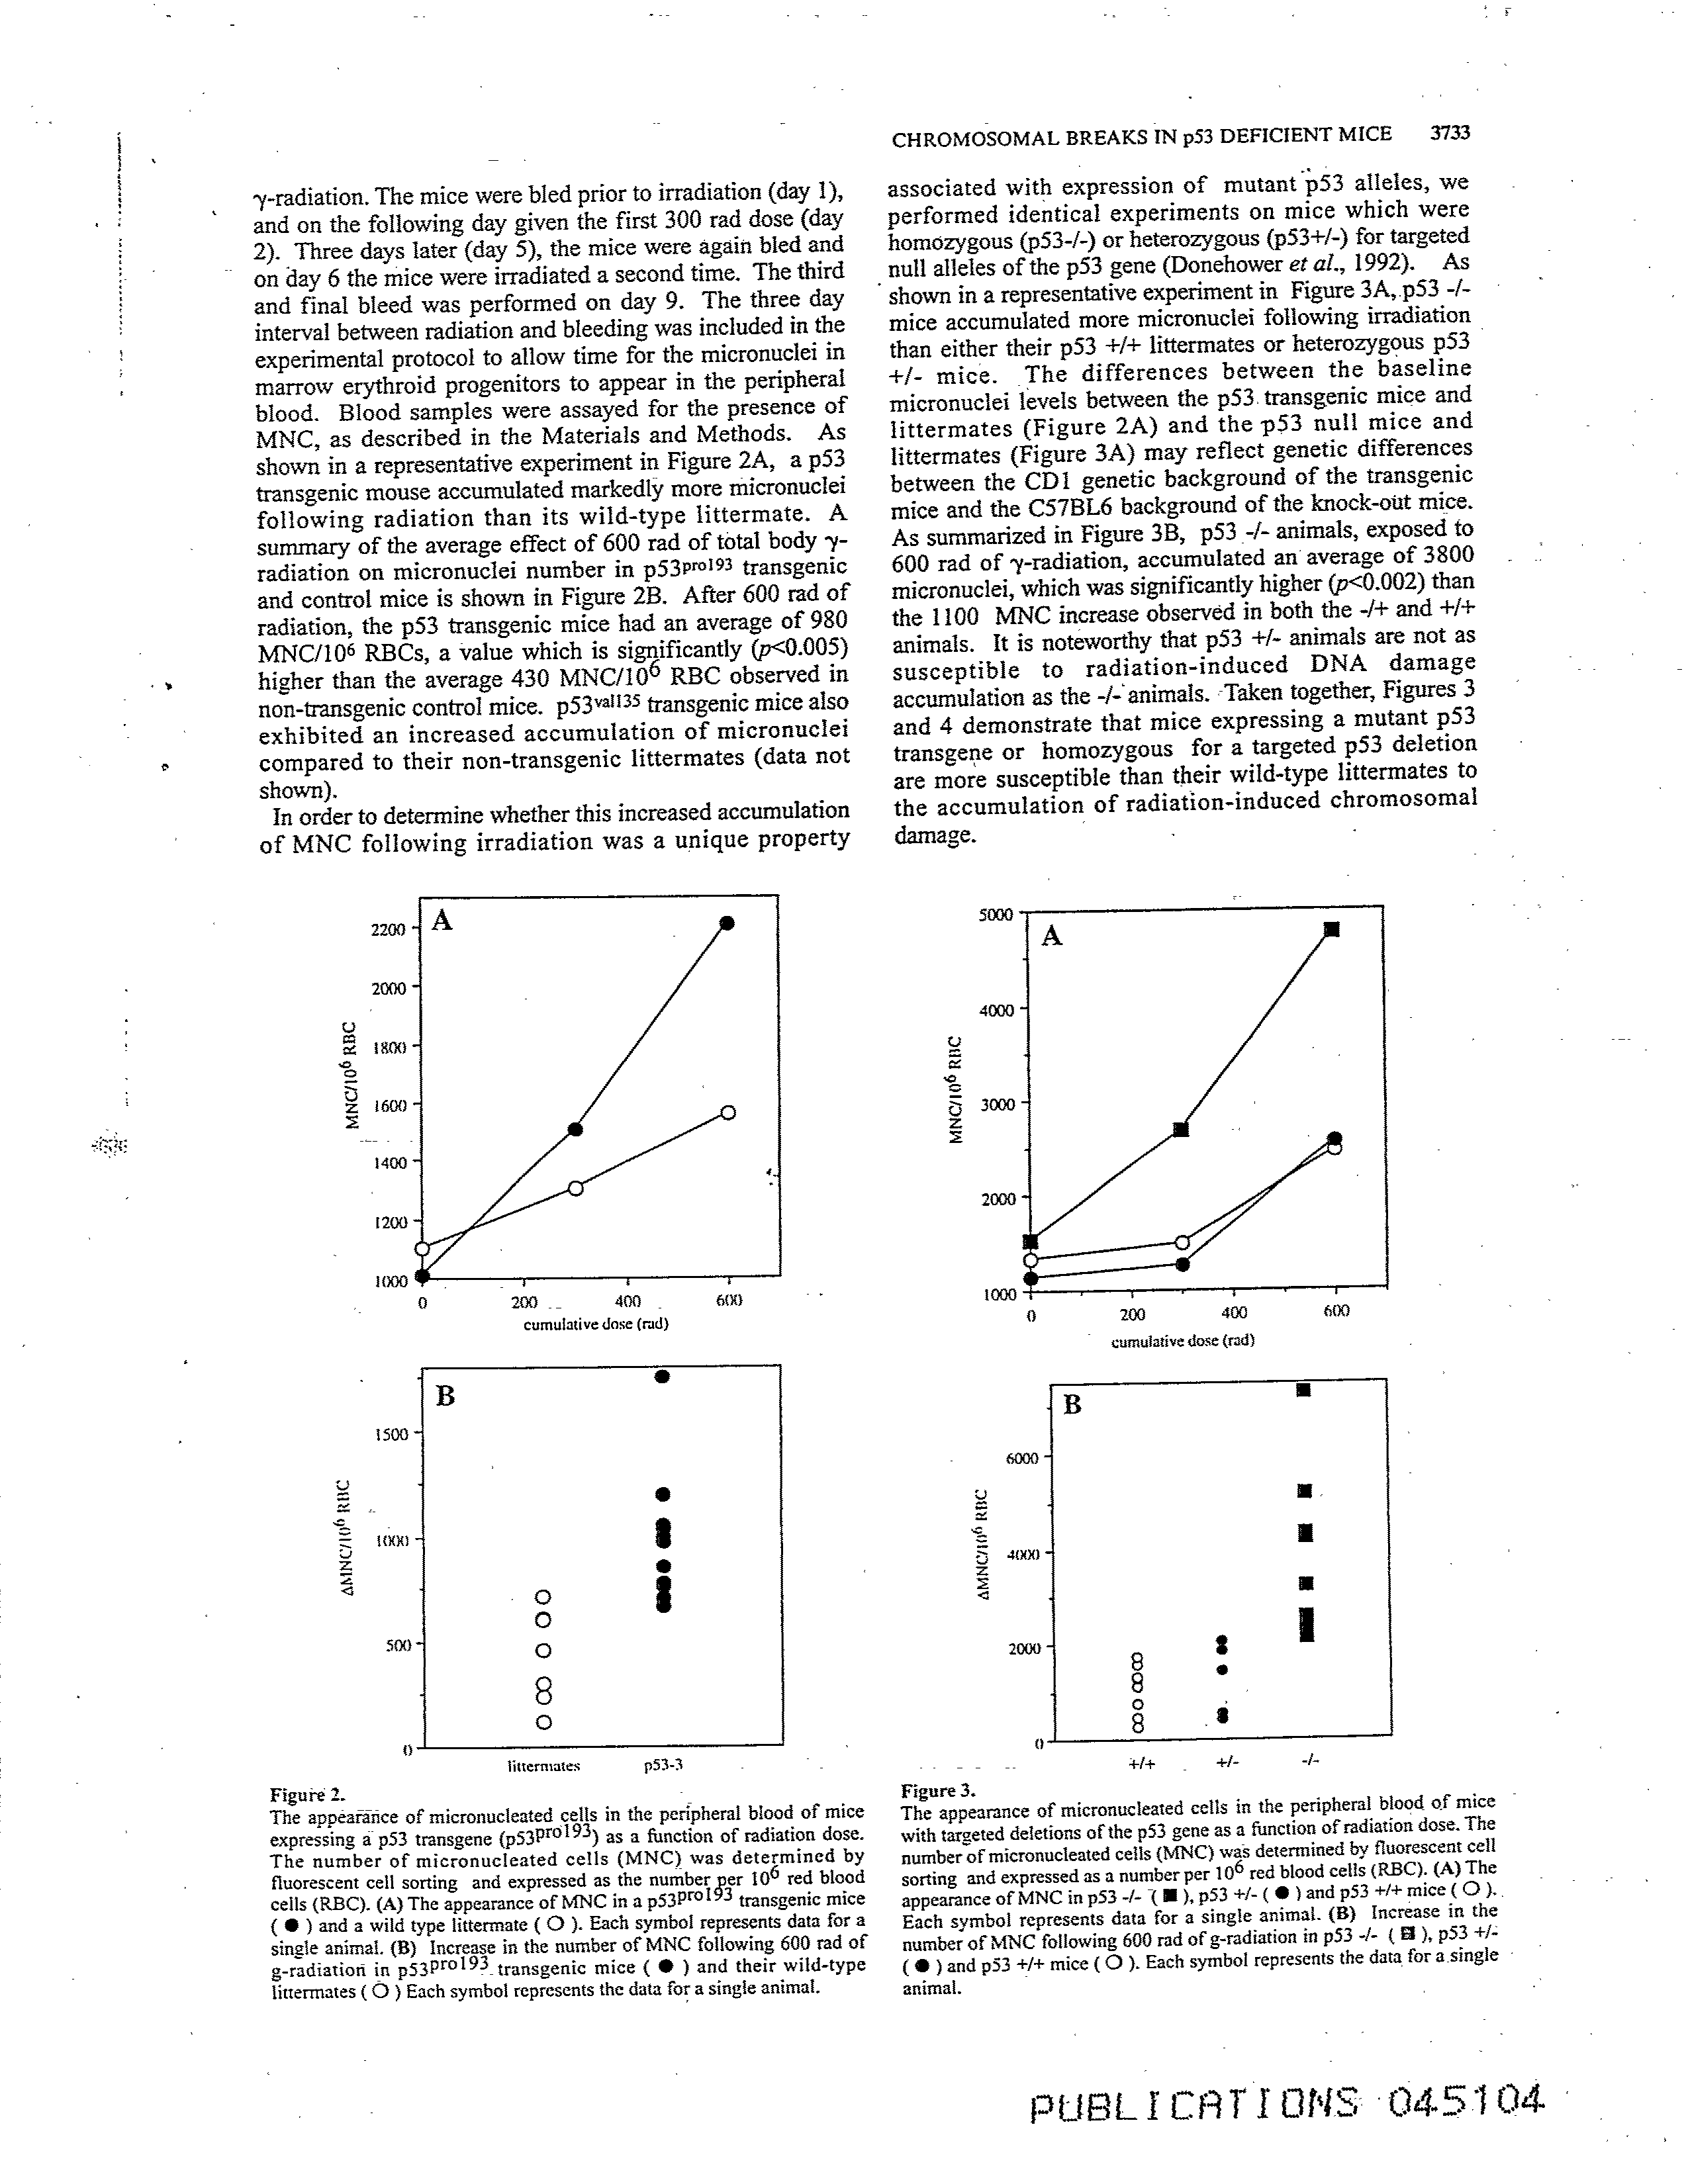 CHROMOSOMAL BREAKS IN p53 DEFICIENT MICE 3733
γ-radiation. The mice were bled prior to irradiation (day 1),
and on the following day given the first 300 rad dose (day
2). Three days later (day 5), the mice were again bled and
on day 6 the mice were irradiated a second time. The third
and final bleed was performed on day 9. The three day
interval between radiation and bleeding was included in the
experimental protocol to allow time for the micronuclei in
marrow erythroid progenitors to appear in the peripheral
blood. Blood samples were assayed for the presence of
MNC, as described in the Materials and Methods. As
shown in a representative experiment in Figure 2A, a p53
transgenic mouse accumulated markedly more micronuclei
following radiation than its wild-type littermate. A
summary of the average effect of 600 rad of total body γ-
radiation on micronuclei number in p53pro193 transgenic
and control mice is shown in Figure 2B. After 600 rad of
radiation, the p53 transgenic mice had an average of 980
MNC/10⁶ RBCs, a value which is significantly (p<0.005)
higher than the average 430 MNC/10⁶ RBC observed in
non-transgenic control mice. p53val135 transgenic mice also
exhibited an increased accumulation of micronuclei
compared to their non-transgenic littermates (data not
shown).
In order to determine whether this increased accumulation
of MNC following irradiation was a unique property
associated with expression of mutant p53 alleles, we
performed identical experiments on mice which were
homozygous (p53-/-) or heterozygous (p53+/-) for targeted
null alleles of the p53 gene (Donehower et al., 1992). As
shown in a representative experiment in Figure 3A, p53 -/-
mice accumulated more micronuclei following irradiation
than either their p53 +/+ littermates or heterozygous p53
+/- mice. The differences between the baseline
micronuclei levels between the p53 transgenic mice and
littermates (Figure 2A) and the p53 null mice and
littermates (Figure 3A) may reflect genetic differences
between the CD1 genetic background of the transgenic
mice and the C57BL6 background of the knock-out mice.
As summarized in Figure 3B, p53 -/- animals, exposed to
600 rad of γ-radiation, accumulated an average of 3800
micronuclei, which was significantly higher (p<0.002) than
the 1100 MNC increase observed in both the -/+ and +/+
animals. It is noteworthy that p53 +/- animals are not as
susceptible to radiation-induced DNA damage
accumulation as the -/- animals. Taken together, Figures 3
and 4 demonstrate that mice expressing a mutant p53
transgene or homozygous for a targeted p53 deletion
are more susceptible than their wild-type littermates to
the accumulation of radiation-induced chromosomal
damage.
A
2200
2000
1800
1600
1400
1200
1000
MNC/10⁶ RBC
0 200 400 600
cumulative dose (rad)
B
1500
1000
500
0
ΔMNC/10⁶ RBC
littermates p53-3
Figure 2.
The appearance of micronucleated cells in the peripheral blood of mice
expressing a p53 transgene (p53pro193) as a function of radiation dose.
The number of micronucleated cells (MNC) was determined by
fluorescent cell sorting and expressed as the number per 10⁶ red blood
cells (RBC). (A) The appearance of MNC in a p53pro193 transgenic mice
( ● ) and a wild type littermate ( O ). Each symbol represents data for a
single animal. (B) Increase in the number of MNC following 600 rad of
g-radiation in p53pro193 transgenic mice ( ● ) and their wild-type
littermates ( O ) Each symbol represents the data for a single animal.
A
5000
4000
3000
2000
1000
MNC/10⁶ RBC
0 200 400 600
cumulative dose (rad)
B
6000
4000
2000
0
ΔMNC/10⁶ RBC
+/+ +/- -/-
Figure 3.
The appearance of micronucleated cells in the peripheral blood of mice
with targeted deletions of the p53 gene as a function of radiation dose. The
number of micronucleated cells (MNC) was determined by fluorescent cell
sorting and expressed as a number per 10⁶ red blood cells (RBC). (A) The
appearance of MNC in p53 -/- ( ■ ), p53 +/- ( ● ) and p53 +/+ mice ( O ).
Each symbol represents data for a single animal. (B) Increase in the
number of MNC following 600 rad of g-radiation in p53 -/- ( ■ ), p53 +/-
( ● ) and p53 +/+ mice ( O ). Each symbol represents the data for a single
animal.
PUBLICATIONS 045104